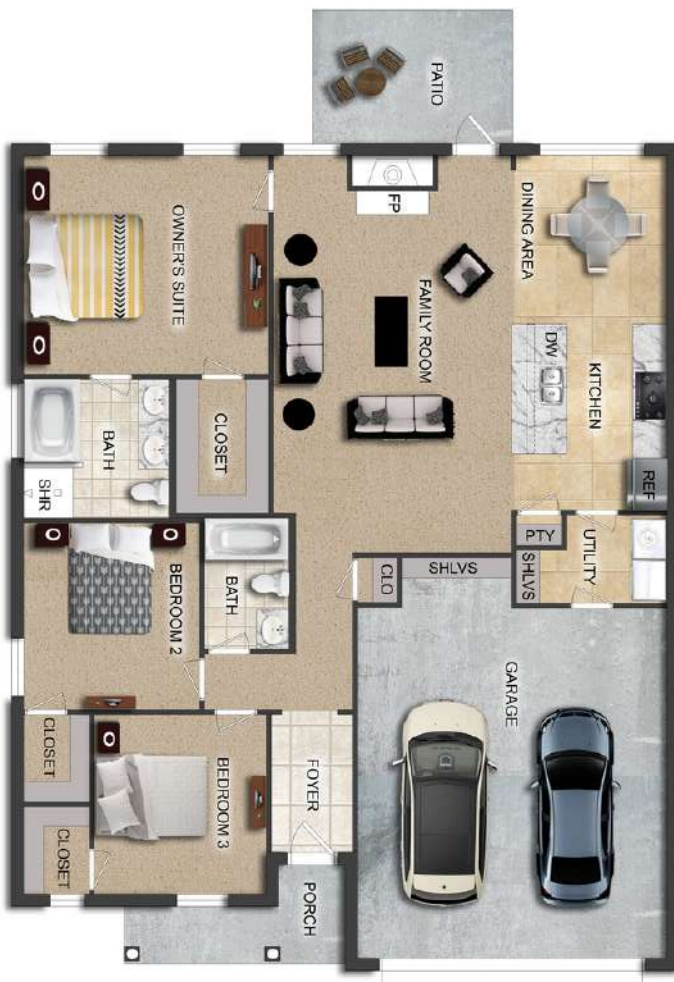 PATIO
OWNER'S SUITE
FP
FAMILY ROOM
DINING AREA
KITCHEN
DW
REF
BATH
SHR
CLOSET
PTY
SHLVS
UTILITY
SHLVS
CLO
BEDROOM 2
BATH
GARAGE
CLOSET
BEDROOM 3
FOYER
CLOSET
PORCH